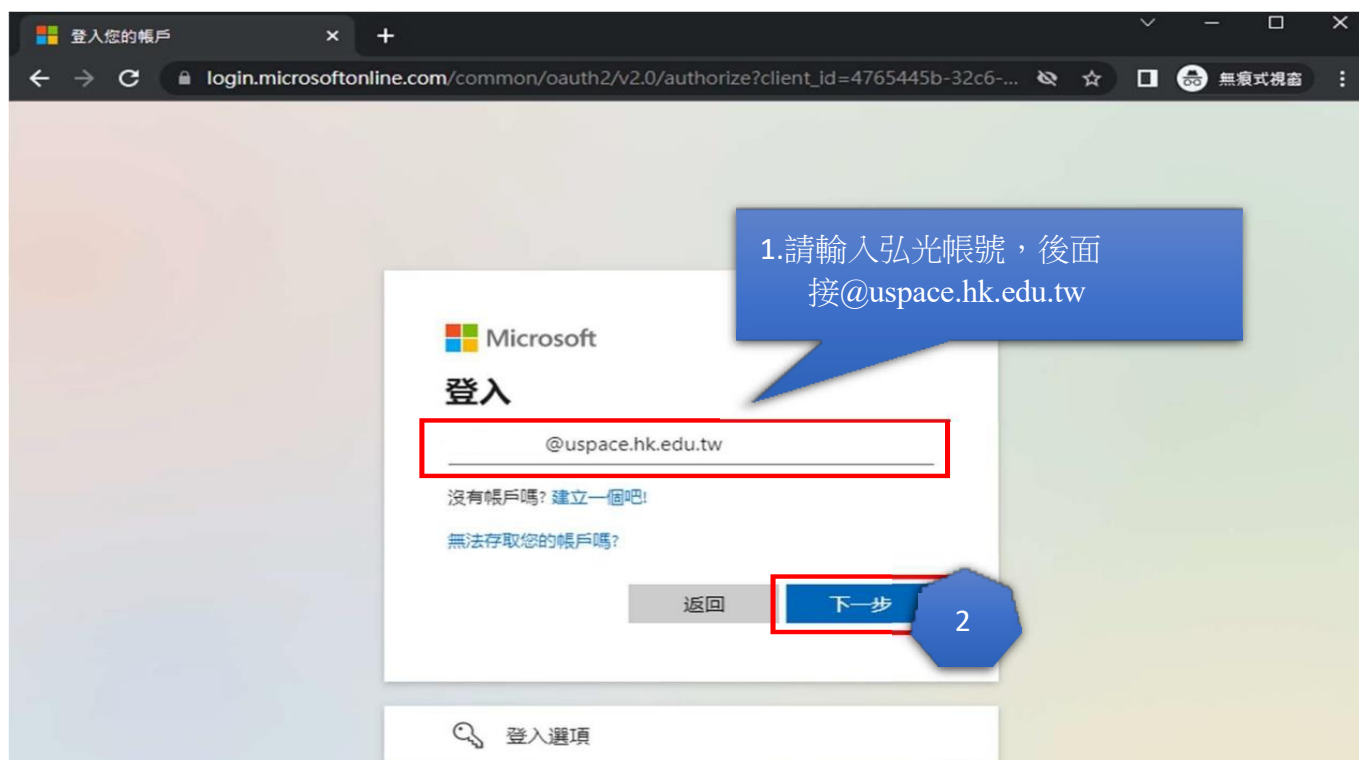 登入您的帳戶
login.microsoftonline.com/common/oauth2/v2.0/authorize?client_id=4765445b-32c6-...
無痕式視窗
1.請輸入弘光帳號，後面
接@uspace.hk.edu.tw
Microsoft
登入
@uspace.hk.edu.tw
沒有帳戶嗎? 建立一個吧!
無法存取您的帳戶嗎?
返回
下一步
2
登入選項